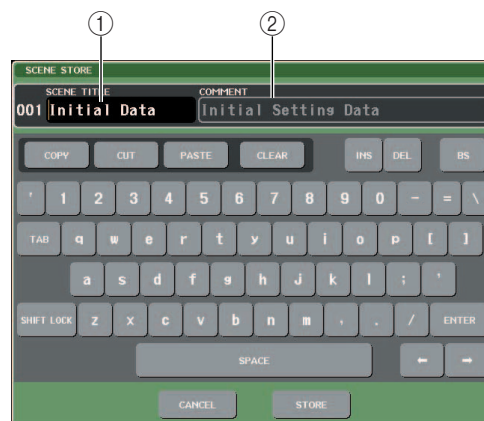 ① ②
SCENE STORE
SCENE TITLE COMMENT
001 Initial Data Initial Setting Data
COPY CUT PASTE CLEAR INS DEL BS
' 1 2 3 4 5 6 7 8 9 0 - = \
TAB q w e r t y u i o p [ ]
a s d f g h j k l ; '
SHIFT LOCK z x c v b n m , . / ENTER
SPACE ← →
CANCEL STORE